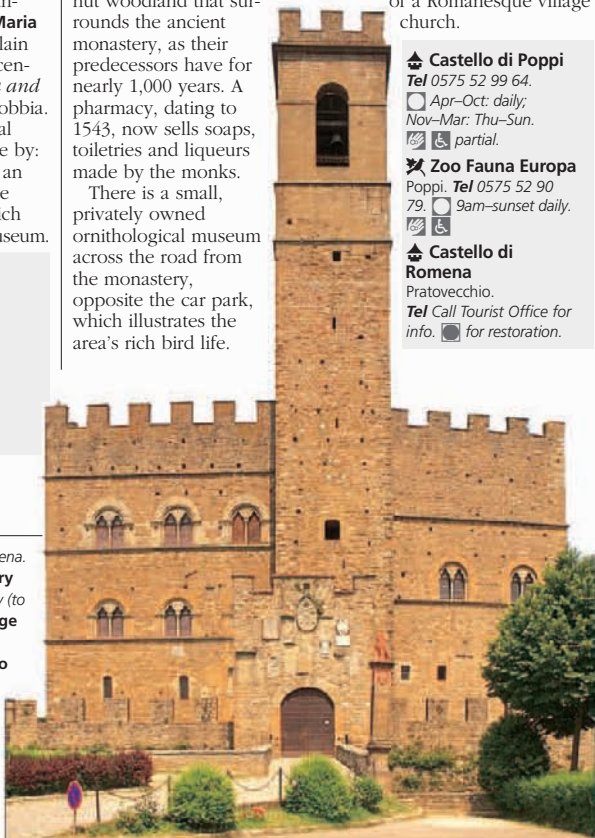 Maria
lain
cen-
and
obbia.
al
e by:
an
e
ich
useum.
nut woodland that sur-
rounds the ancient
monastery, as their
predecessors have for
nearly 1,000 years. A
pharmacy, dating to
1543, now sells soaps,
toiletries and liqueurs
made by the monks.
There is a small,
privately owned
ornithological museum
across the road from
the monastery,
opposite the car park,
which illustrates the
area's rich bird life.
of a Romanesque village
church.
Castello di Poppi
Tel 0575 52 99 64.
Apr–Oct: daily;
Nov–Mar: Thu–Sun.
partial.
Zoo Fauna Europa
Poppi. Tel 0575 52 90
79. 9am–sunset daily.
Castello di
Romena
Pratovecchio.
Tel Call Tourist Office for
info. for restoration.
ena.
ry
y (to
ge
o